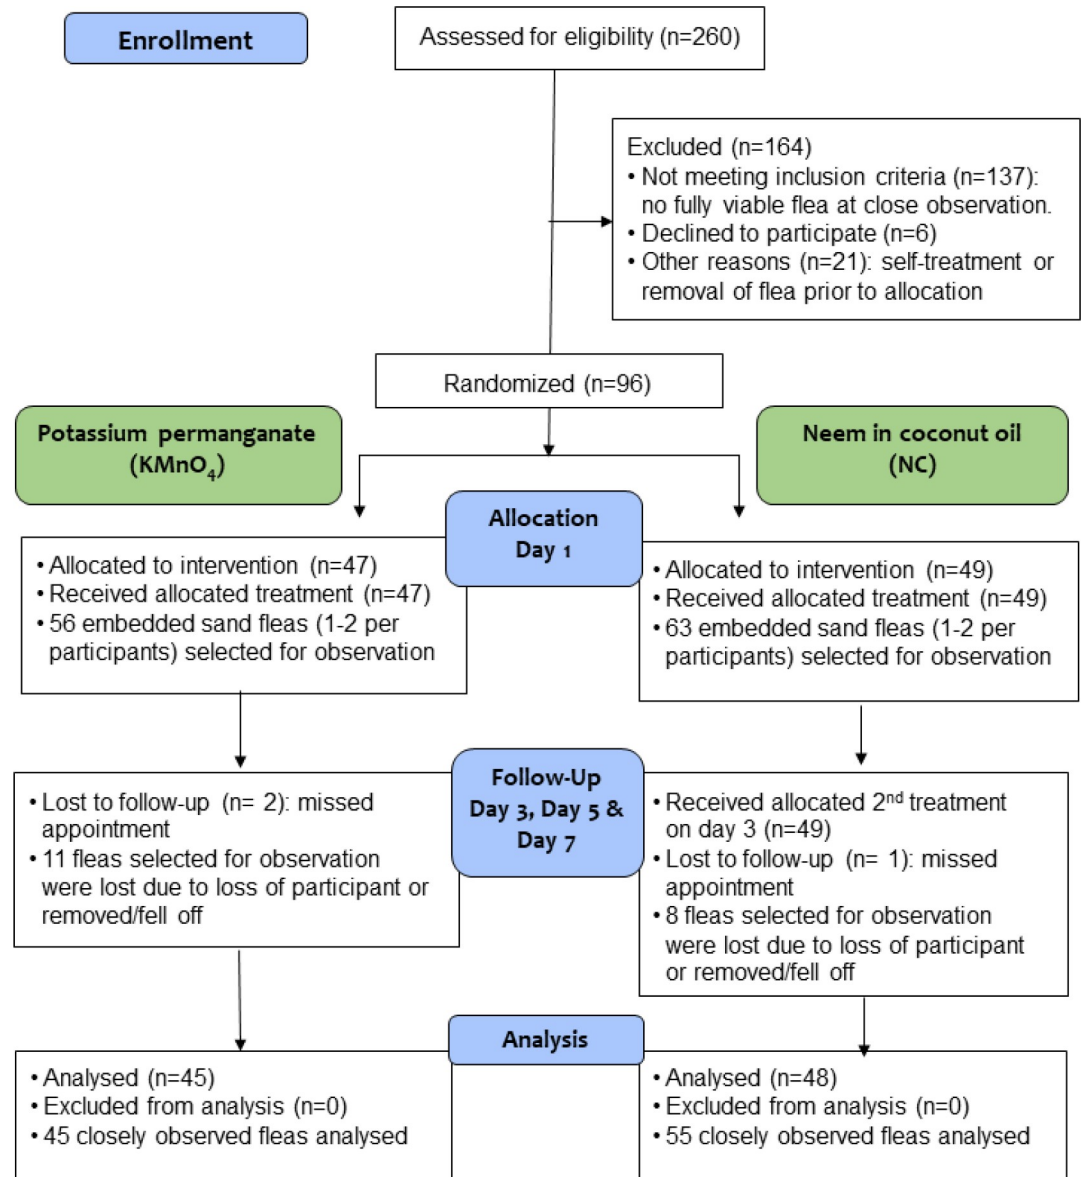 Enrollment
Assessed for eligibility (n=260)
Excluded (n=164)
• Not meeting inclusion criteria (n=137):
no fully viable flea at close observation.
• Declined to participate (n=6)
• Other reasons (n=21): self-treatment or
removal of flea prior to allocation
Randomized (n=96)
Potassium permanganate
(KMnO₄)
Neem in coconut oil
(NC)
Allocation
Day 1
• Allocated to intervention (n=47)
• Received allocated treatment (n=47)
• 56 embedded sand fleas (1-2 per
participants) selected for observation
• Allocated to intervention (n=49)
• Received allocated treatment (n=49)
• 63 embedded sand fleas (1-2 per
participants) selected for observation
Follow-Up
Day 3, Day 5 &
Day 7
• Lost to follow-up (n= 2): missed
appointment
• 11 fleas selected for observation
were lost due to loss of participant or
removed/fell off
• Received allocated 2nd treatment
on day 3 (n=49)
• Lost to follow-up (n= 1): missed
appointment
• 8 fleas selected for observation
were lost due to loss of participant
or removed/fell off
Analysis
• Analysed (n=45)
• Excluded from analysis (n=0)
• 45 closely observed fleas analysed
• Analysed (n=48)
• Excluded from analysis (n=0)
• 55 closely observed fleas analysed